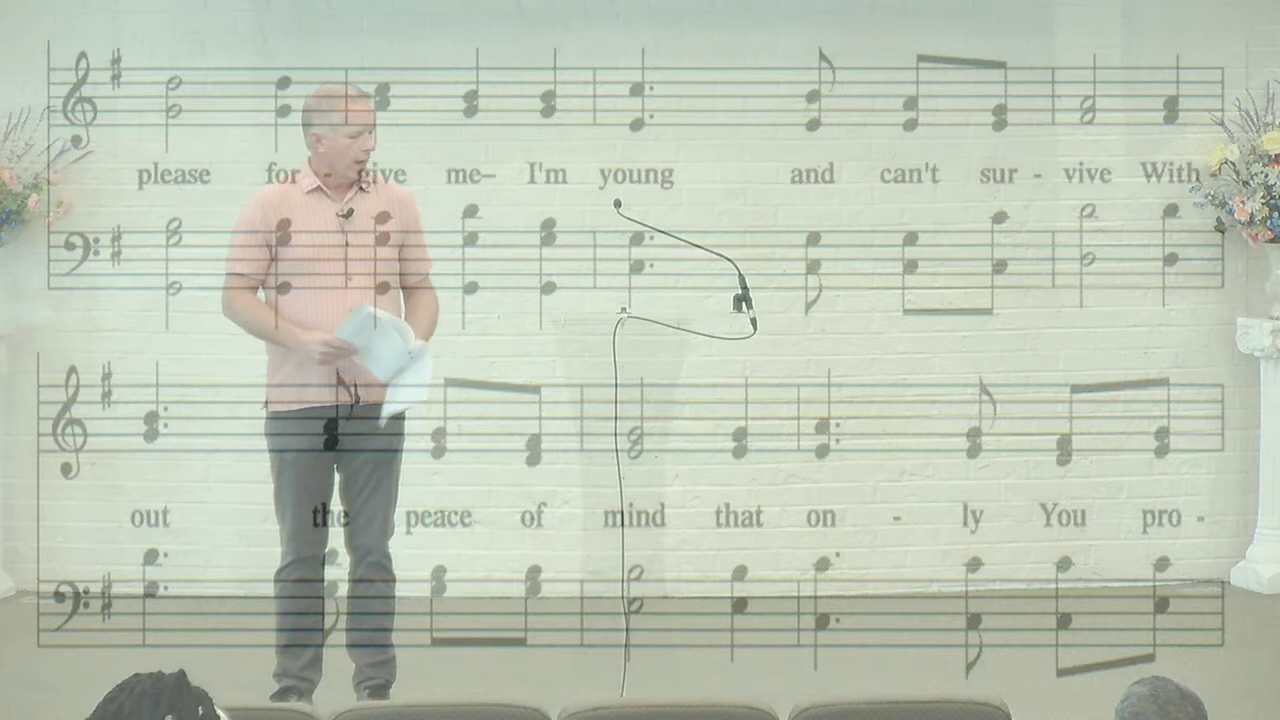 please for - give me– I'm young and can't sur - vive With -
out the peace of mind that on - ly You pro -